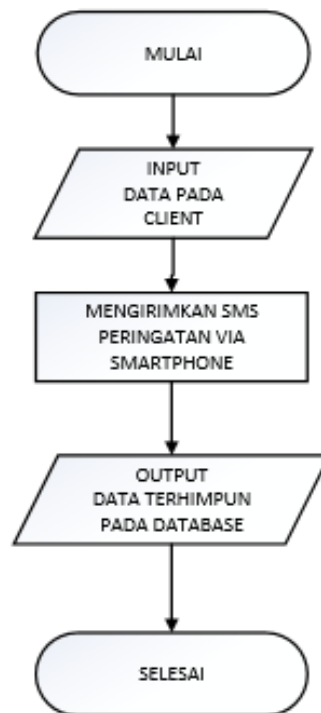 MULAI
INPUT
DATA PADA
CLIENT
MENGIRIMKAN SMS
PERINGATAN VIA
SMARTPHONE
OUTPUT
DATA TERHIMPUN
PADA DATABASE
SELESAI